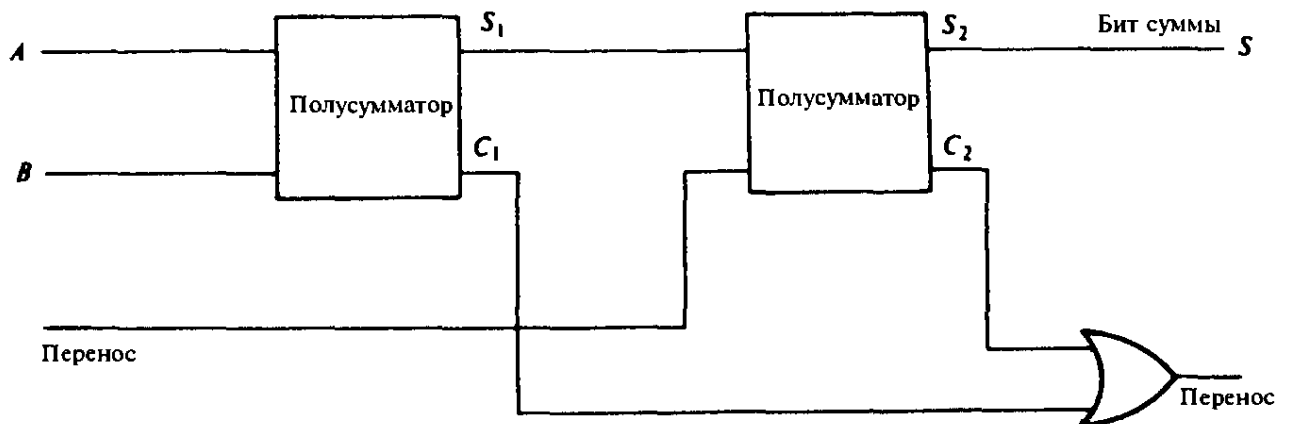 A
S₁
Полусумматор
C₁
B
Перенос
S₂
Полусумматор
C₂
Бит суммы
S
Перенос